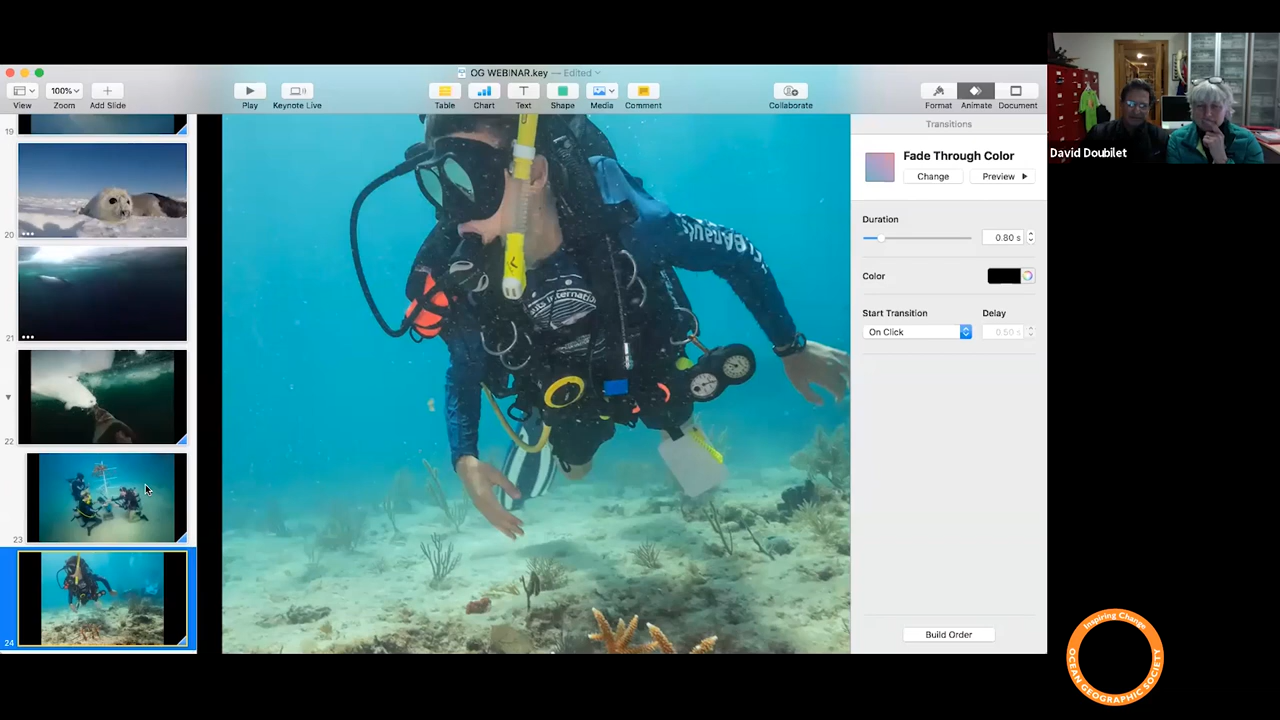 OG WEBINAR.key — Edited
View
100%
Zoom
Add Slide
Play
Keynote Live
Table
Chart
Text
Shape
Media
Comment
Collaborate
Format
Animate
Document
David Doubilet
Transitions
Fade Through Color
Change
Preview
Duration
0.80 s
Color
Start Transition
Delay
On Click
0.50 s
Build Order
19
20
21
22
23
24
Inspiring Change
OCEAN GEOGRAPHIC SOCIETY